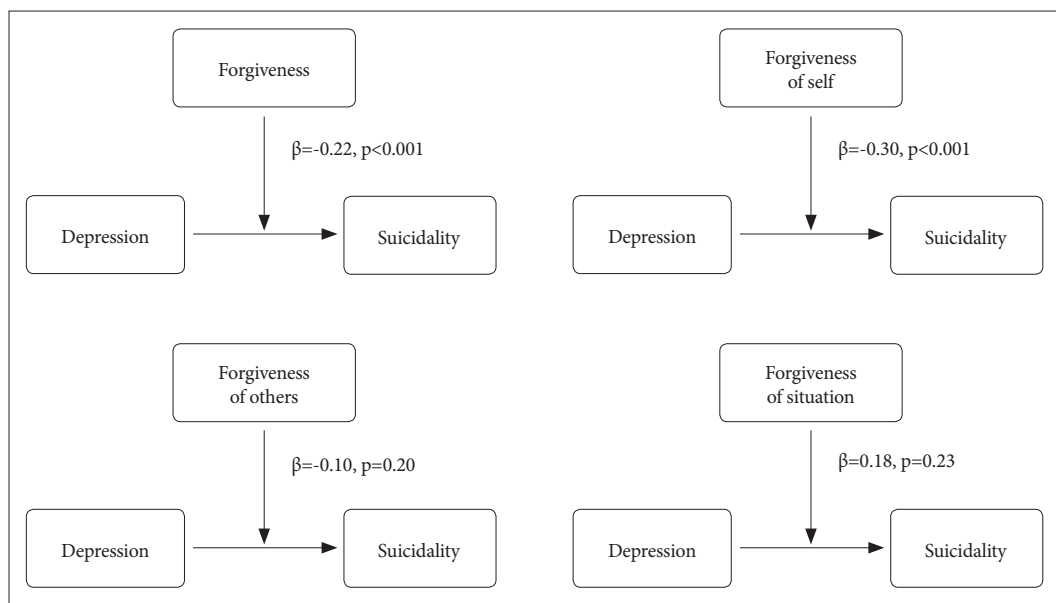 Forgiveness
β=-0.22, p<0.001
Depression
Suicidality
Forgiveness
of self
β=-0.30, p<0.001
Depression
Suicidality
Forgiveness
of others
β=-0.10, p=0.20
Depression
Suicidality
Forgiveness
of situation
β=0.18, p=0.23
Depression
Suicidality